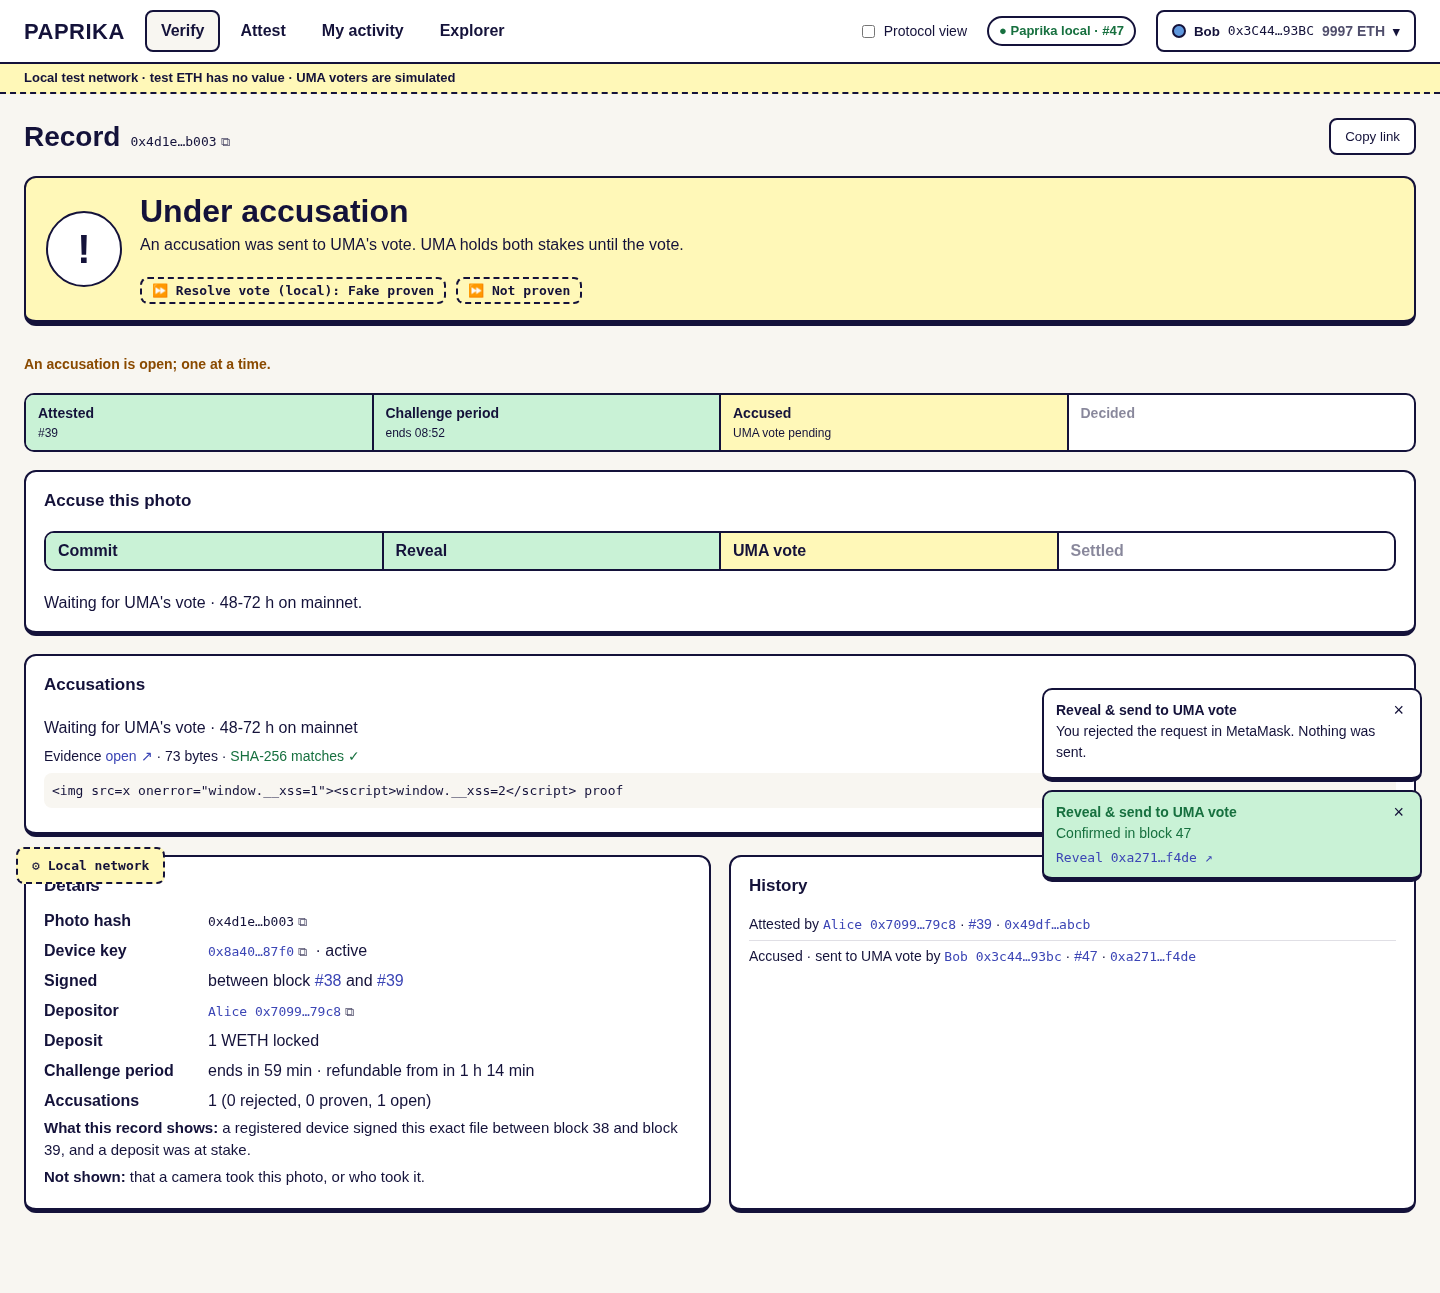 PAPRIKA Verify Attest My activity Explorer Protocol view ● Paprika local · #47 Bob 0x3C44…93BC 9997 ETH ▾
Local test network · test ETH has no value · UMA voters are simulated
Record 0x4d1e…b003 ⧉ Copy link
Under accusation
! An accusation was sent to UMA's vote. UMA holds both stakes until the vote.
⏩ Resolve vote (local): Fake proven ⏩ Not proven
An accusation is open; one at a time.
Attested Challenge period Accused Decided
#39 ends 08:52 UMA vote pending
Accuse this photo
Commit Reveal UMA vote Settled
Waiting for UMA's vote · 48-72 h on mainnet.
Accusations
Waiting for UMA's vote · 48-72 h on mainnet
Evidence open ↗ · 73 bytes · SHA-256 matches ✓
<img src=x onerror="window.__xss=1"><script>window.__xss=2</script> proof
Reveal & send to UMA vote ×
You rejected the request in MetaMask. Nothing was
sent.
Reveal & send to UMA vote ×
Confirmed in block 47
Reveal 0xa271…f4de ↗
⚙ Local network
Details
Photo hash 0x4d1e…b003 ⧉
Device key 0x8a40…87f0 ⧉ · active
Signed between block #38 and #39
Depositor Alice 0x7099…79c8 ⧉
Deposit 1 WETH locked
Challenge period ends in 59 min · refundable from in 1 h 14 min
Accusations 1 (0 rejected, 0 proven, 1 open)
What this record shows: a registered device signed this exact file between block 38 and block
39, and a deposit was at stake.
Not shown: that a camera took this photo, or who took it.
History
Attested by Alice 0x7099…79c8 · #39 · 0x49df…abcb
Accused · sent to UMA vote by Bob 0x3c44…93bc · #47 · 0xa271…f4de